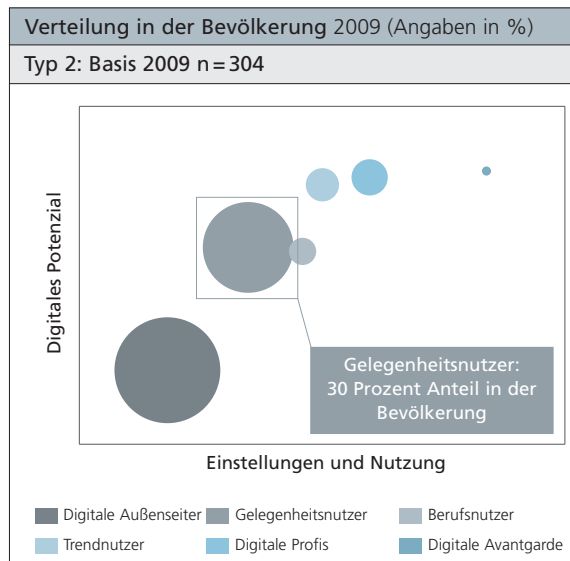 Verteilung in der Bevölkerung 2009 (Angaben in %)
Typ 2: Basis 2009 n = 304
Digitales Potenzial
Gelegenheitsnutzer:
30 Prozent Anteil in der
Bevölkerung
Einstellungen und Nutzung
Digitale Außenseiter Gelegenheitsnutzer Berufsnutzer
Trendnutzer Digitale Profis Digitale Avantgarde